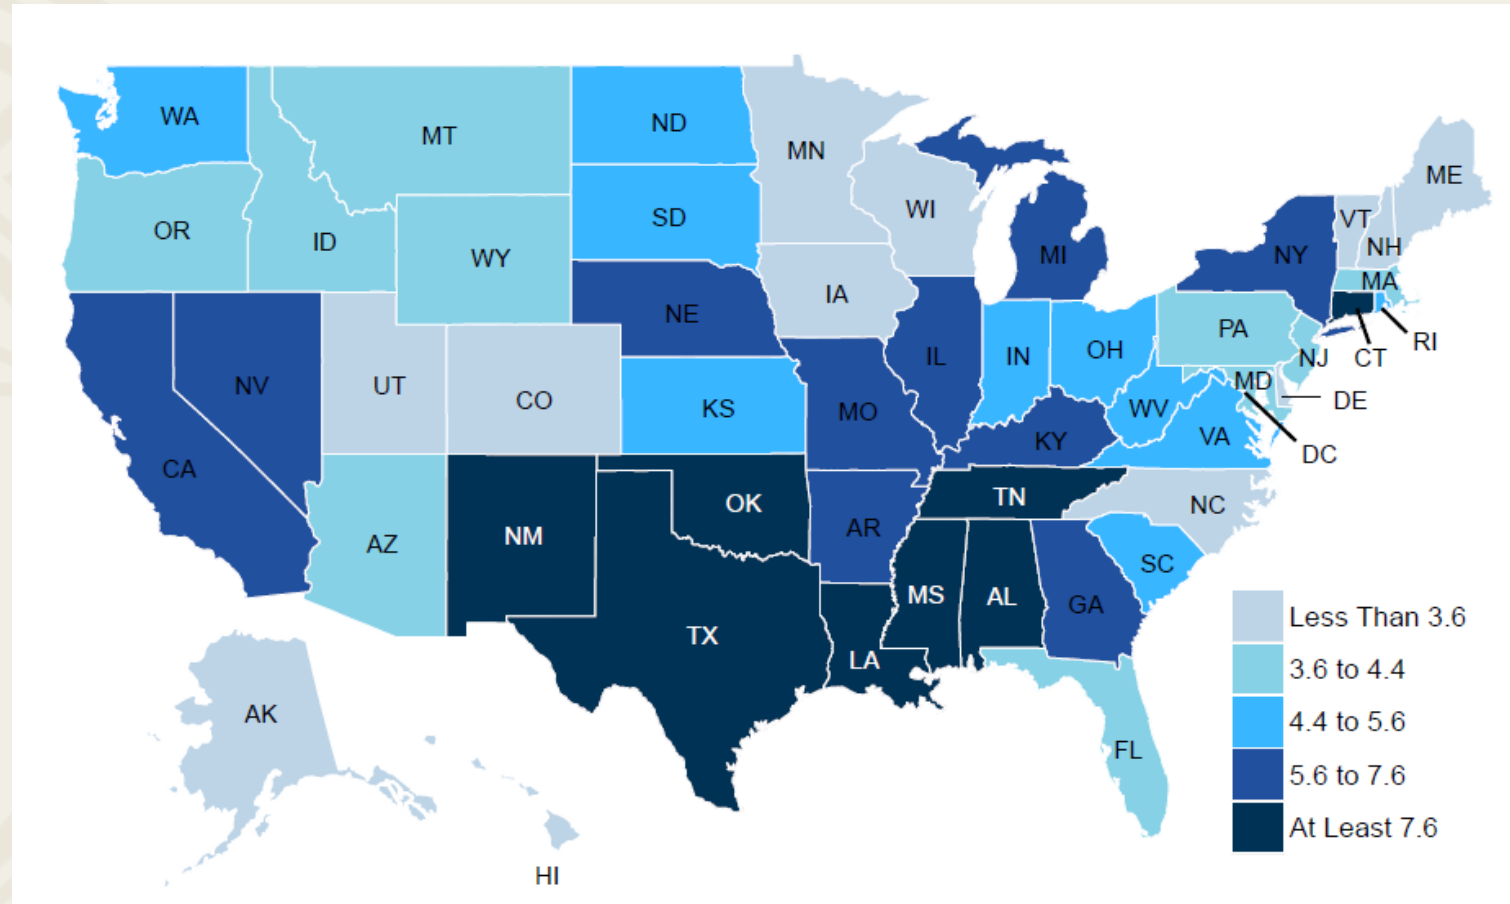 WA
MT
ND
MN
ME
SD
WI
VT
OR
ID
WY
MI
NY
NH
IA
MA
NE
PA
RI
NV
UT
CO
KS
MO
IL
IN
OH
NJ
CT
MD
DE
WV
VA
DC
CA
KY
AZ
NM
OK
AR
TN
NC
SC
TX
LA
MS
AL
GA
FL
AK
HI
Less Than 3.6
3.6 to 4.4
4.4 to 5.6
5.6 to 7.6
At Least 7.6